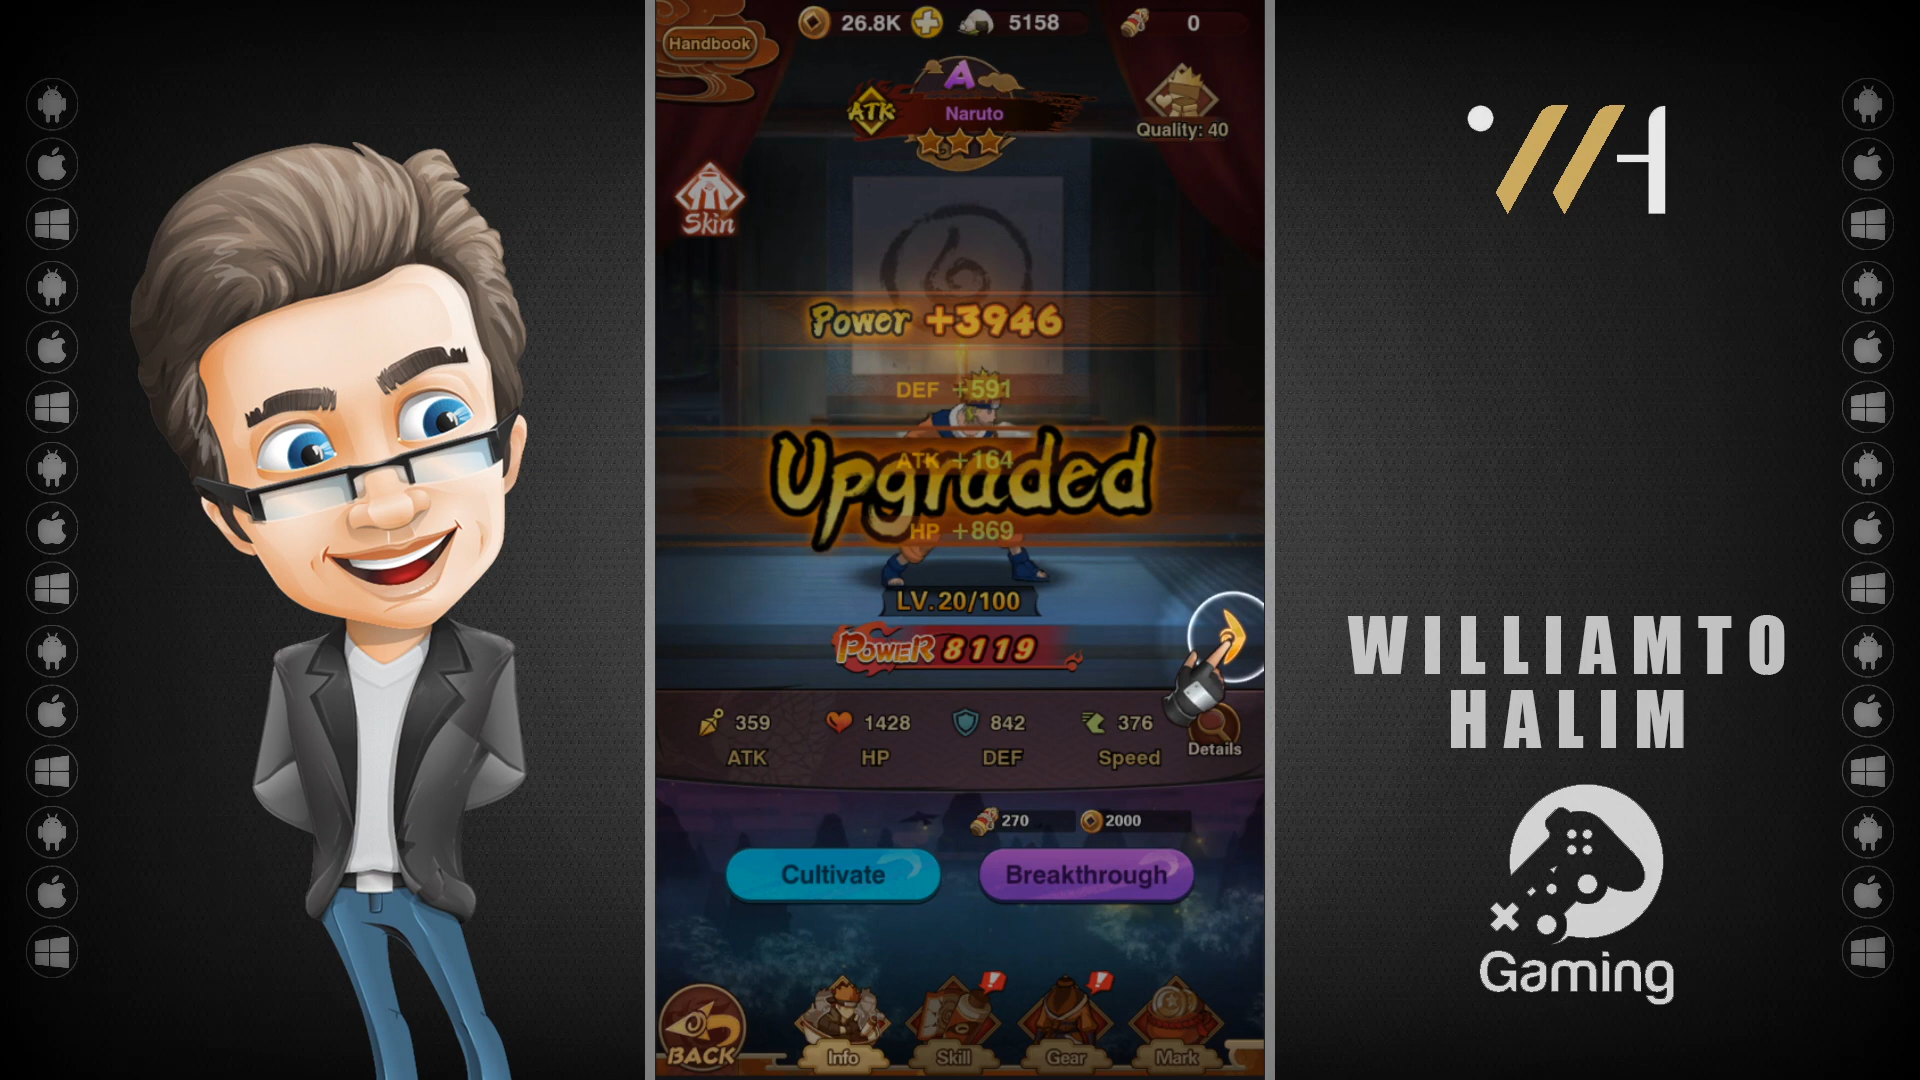 Handbook
26.8K
5158
0
A
ATK
Naruto
Quality: 40
Skin
Power +3946
DEF +591
Upgraded
ATK +164
HP +869
LV.20/100
POWER 8119
359
1428
842
376
ATK
HP
DEF
Speed
Details
270
2000
Cultivate
Breakthrough
BACK
Info
Skill
Gear
Mark
WH
WILLIAMTO
HALIM
Gaming